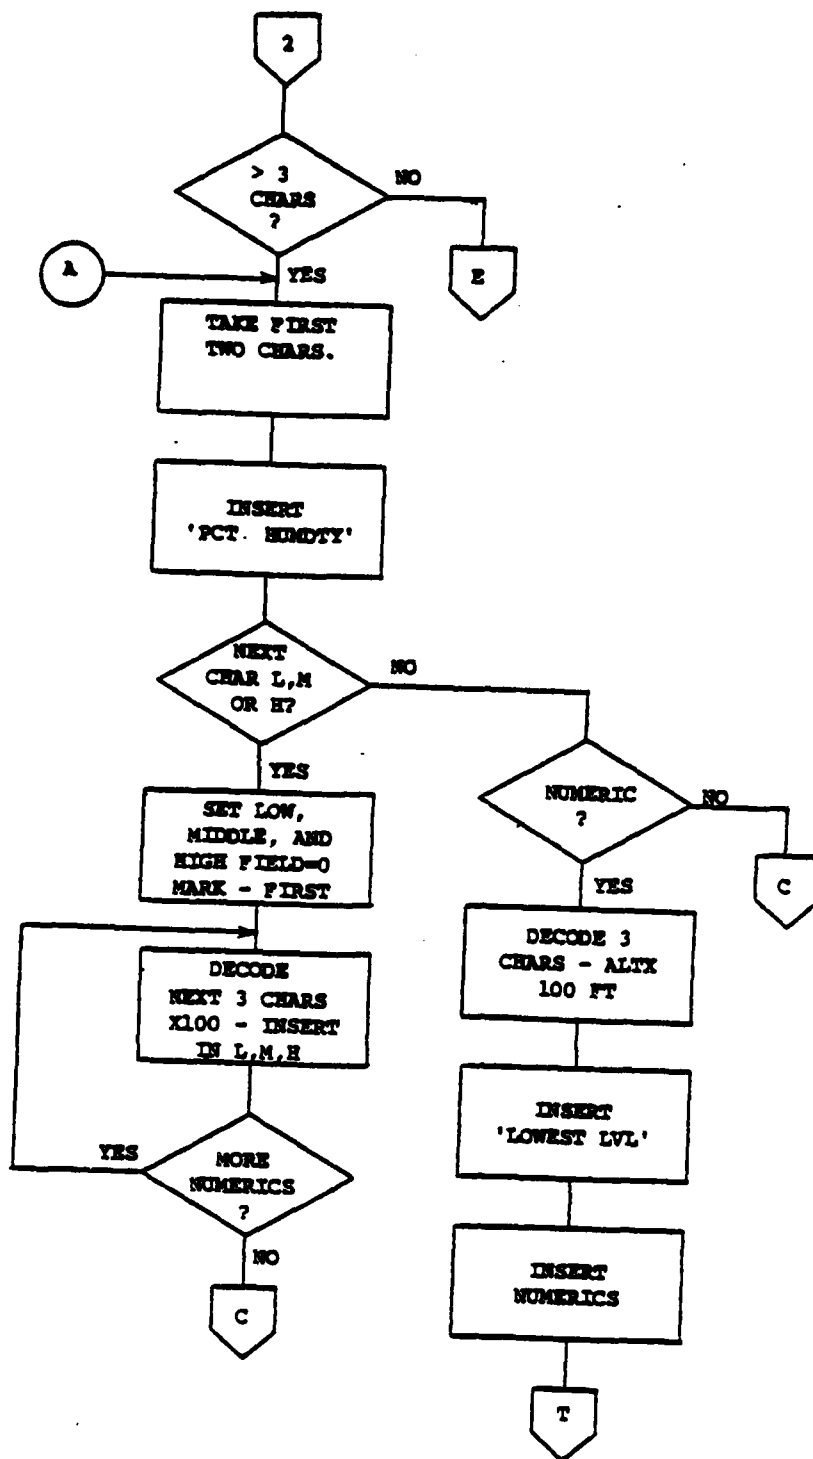 2
> 3
CHARS
?
NO
E
A
YES
TAKE FIRST
TWO CHARS.
INSERT
'PCT. HUMDTY'
NEXT
CHAR L,M
OR H?
NO
YES
SET LOW,
MIDDLE, AND
HIGH FIELD=0
MARK - FIRST
DECODE
NEXT 3 CHARS
X100 - INSERT
IN L,M,H
YES
MORE
NUMERICS
?
NO
C
NUMERIC
?
NO
C
YES
DECODE 3
CHARS - ALTX
100 FT
INSERT
'LOWEST LVL'
INSERT
NUMERICS
T